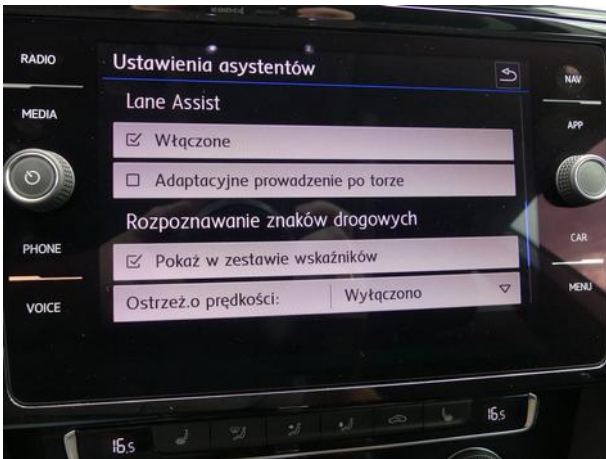 RADIO
MEDIA
PHONE
VOICE
Ustawienia asystentów
Lane Assist
Włączone
Adaptacyjne prowadzenie po torze
Rozpoznawanie znaków drogowych
Pokaż w zestawie wskaźników
Ostrzeż.o prędkości: Wyłączono
NAV
APP
CAR
MENU
16.5
16.5